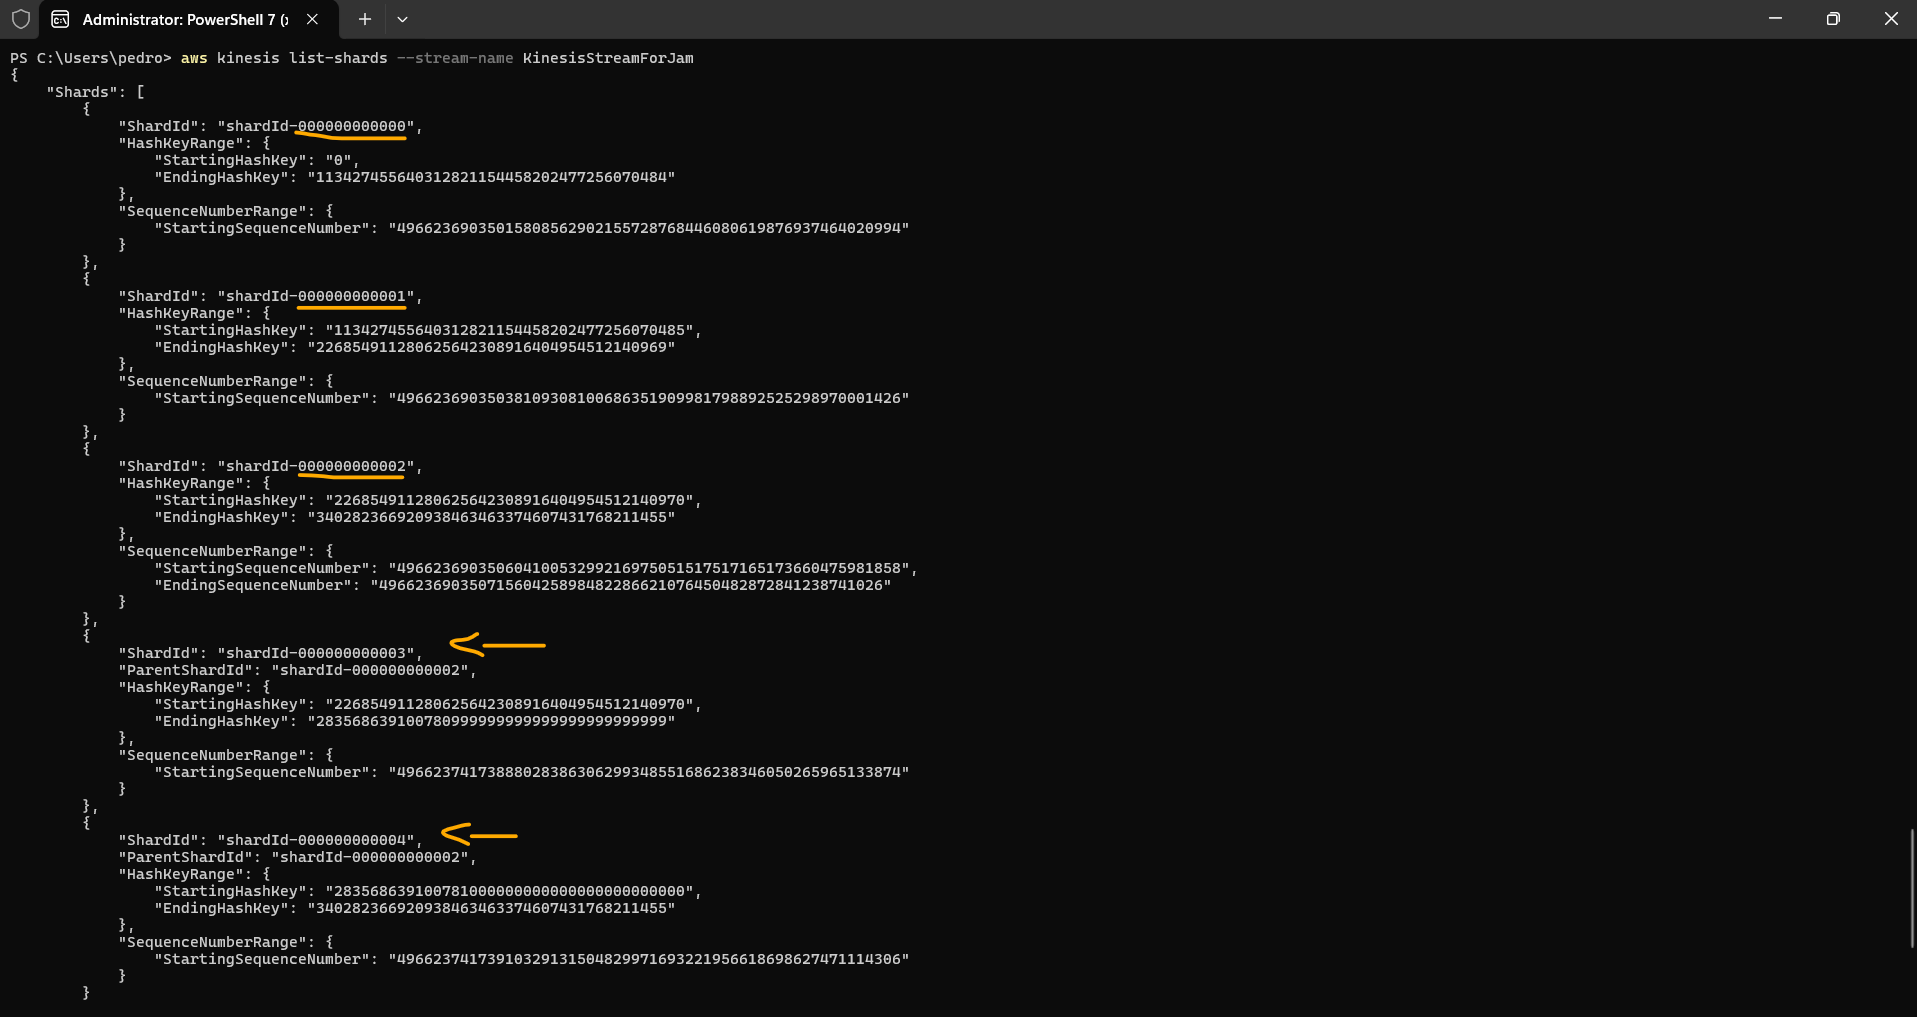 Administrator: PowerShell 7 (x
PS C:\Users\pedro> aws kinesis list-shards --stream-name KinesisStreamForJam
{
    "Shards": [
        {
            "ShardId": "shardId-000000000000",
            "HashKeyRange": {
                "StartingHashKey": "0",
                "EndingHashKey": "113427455640312821154458202477256070484"
            },
            "SequenceNumberRange": {
                "StartingSequenceNumber": "49662369035015808562902155728768446080619876937464020994"
            }
        },
        {
            "ShardId": "shardId-000000000001",
            "HashKeyRange": {
                "StartingHashKey": "113427455640312821154458202477256070485",
                "EndingHashKey": "226854911280625642308916404954512140969"
            },
            "SequenceNumberRange": {
                "StartingSequenceNumber": "49662369035038109308100686351909981798892525298970001426"
            }
        },
        {
            "ShardId": "shardId-000000000002",
            "HashKeyRange": {
                "StartingHashKey": "226854911280625642308916404954512140970",
                "EndingHashKey": "340282366920938463463374607431768211455"
            },
            "SequenceNumberRange": {
                "StartingSequenceNumber": "49662369035060410053299216975051517517165173660475981858",
                "EndingSequenceNumber": "49662369035071560425898482286621076450482872841238741026"
            }
        },
        {
            "ShardId": "shardId-000000000003",
            "ParentShardId": "shardId-000000000002",
            "HashKeyRange": {
                "StartingHashKey": "226854911280625642308916404954512140970",
                "EndingHashKey": "283568639100780999999999999999999999999"
            },
            "SequenceNumberRange": {
                "StartingSequenceNumber": "49662374173888028386306299348551686238346050265965133874"
            }
        },
        {
            "ShardId": "shardId-000000000004",
            "ParentShardId": "shardId-000000000002",
            "HashKeyRange": {
                "StartingHashKey": "283568639100781000000000000000000000000",
                "EndingHashKey": "340282366920938463463374607431768211455"
            },
            "SequenceNumberRange": {
                "StartingSequenceNumber": "49662374173910329131504829971693221956618698627471114306"
            }
        }